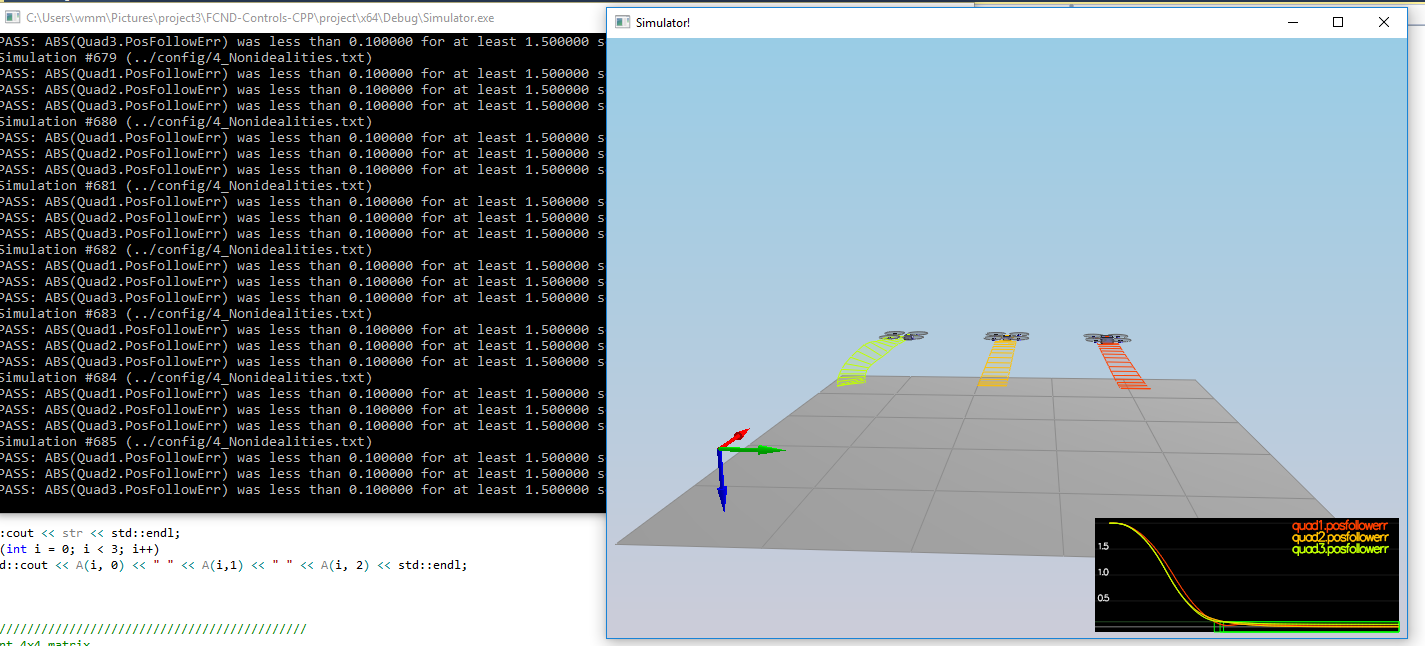 C:\Users\wmm\Pictures\project3\FCND-Controls-CPP\project\x64\Debug\Simulator.exe
PASS: ABS(Quad3.PosFollowErr) was less than 0.100000 for at least 1.500000 s
Simulation #679 (../config/4_Nonidealities.txt)
PASS: ABS(Quad1.PosFollowErr) was less than 0.100000 for at least 1.500000 s
PASS: ABS(Quad2.PosFollowErr) was less than 0.100000 for at least 1.500000 s
PASS: ABS(Quad3.PosFollowErr) was less than 0.100000 for at least 1.500000 s
Simulation #680 (../config/4_Nonidealities.txt)
PASS: ABS(Quad1.PosFollowErr) was less than 0.100000 for at least 1.500000 s
PASS: ABS(Quad2.PosFollowErr) was less than 0.100000 for at least 1.500000 s
PASS: ABS(Quad3.PosFollowErr) was less than 0.100000 for at least 1.500000 s
Simulation #681 (../config/4_Nonidealities.txt)
PASS: ABS(Quad1.PosFollowErr) was less than 0.100000 for at least 1.500000 s
PASS: ABS(Quad2.PosFollowErr) was less than 0.100000 for at least 1.500000 s
PASS: ABS(Quad3.PosFollowErr) was less than 0.100000 for at least 1.500000 s
Simulation #682 (../config/4_Nonidealities.txt)
PASS: ABS(Quad1.PosFollowErr) was less than 0.100000 for at least 1.500000 s
PASS: ABS(Quad2.PosFollowErr) was less than 0.100000 for at least 1.500000 s
PASS: ABS(Quad3.PosFollowErr) was less than 0.100000 for at least 1.500000 s
Simulation #683 (../config/4_Nonidealities.txt)
PASS: ABS(Quad1.PosFollowErr) was less than 0.100000 for at least 1.500000 s
PASS: ABS(Quad2.PosFollowErr) was less than 0.100000 for at least 1.500000 s
PASS: ABS(Quad3.PosFollowErr) was less than 0.100000 for at least 1.500000 s
Simulation #684 (../config/4_Nonidealities.txt)
PASS: ABS(Quad1.PosFollowErr) was less than 0.100000 for at least 1.500000 s
PASS: ABS(Quad2.PosFollowErr) was less than 0.100000 for at least 1.500000 s
PASS: ABS(Quad3.PosFollowErr) was less than 0.100000 for at least 1.500000 s
Simulation #685 (../config/4_Nonidealities.txt)
PASS: ABS(Quad1.PosFollowErr) was less than 0.100000 for at least 1.500000 s
PASS: ABS(Quad2.PosFollowErr) was less than 0.100000 for at least 1.500000 s
PASS: ABS(Quad3.PosFollowErr) was less than 0.100000 for at least 1.500000 s
::cout << str << std::endl;
(int i = 0; i < 3; i++)
d::cout << A(i, 0) << " " << A(i,1) << " " << A(i, 2) << std::endl;
////////////////////////////////////////////
nt 4x4 matrix
Simulator!
quad1.posfollowerr
quad2.posfollowerr
quad3.posfollowerr
1.5
1.0
0.5